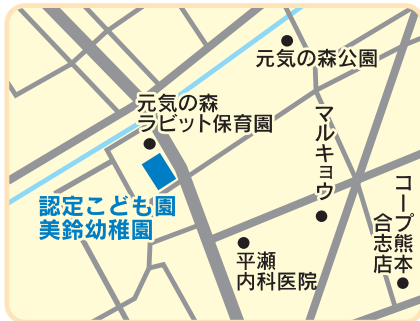 元気の森公園
元気の森
ラビット保育園
マルキョウ
認定こども園
美鈴幼稚園
コープ熊本
合志店
平瀬
内科医院